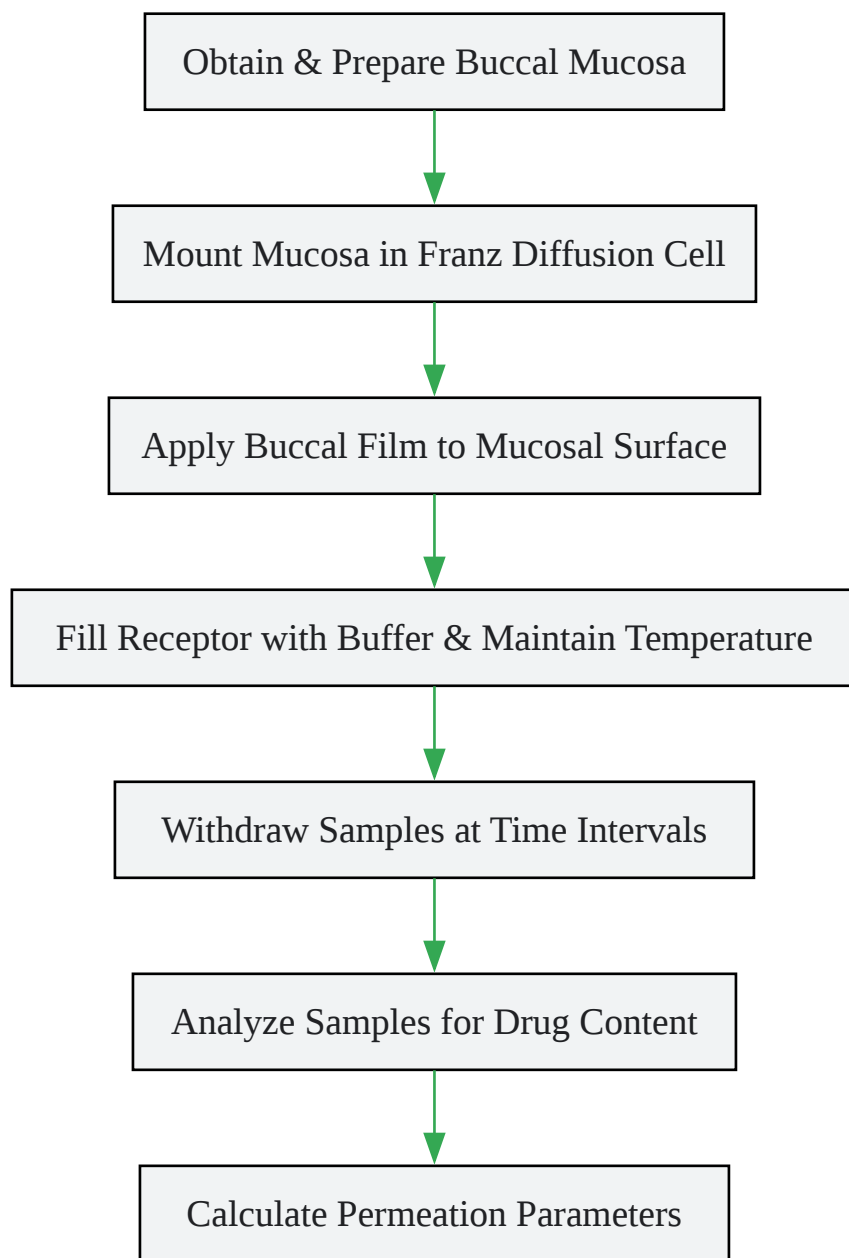 Obtain & Prepare Buccal Mucosa
Mount Mucosa in Franz Diffusion Cell
Apply Buccal Film to Mucosal Surface
Fill Receptor with Buffer & Maintain Temperature
Withdraw Samples at Time Intervals
Analyze Samples for Drug Content
Calculate Permeation Parameters